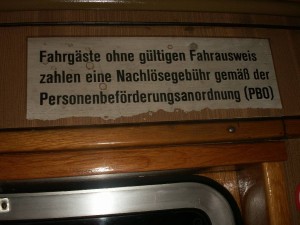 Fahrgäste ohne gültigen Fahrausweis
zahlen eine Nachlösegebühr gemäß der
Personenbeförderungsanordnung (PBO)